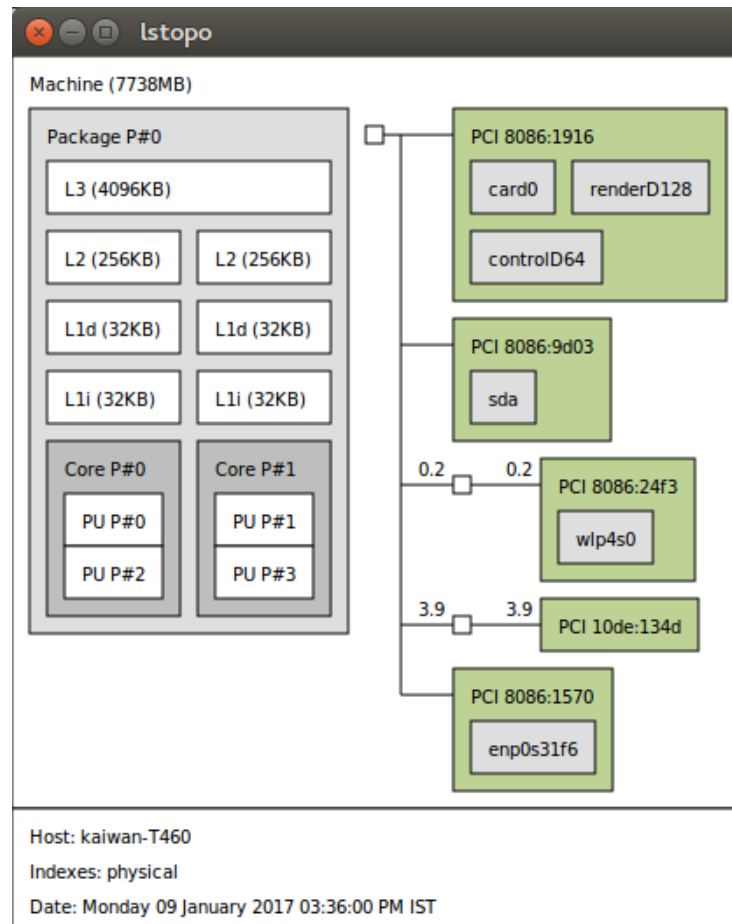 lstopo
Machine (7738MB)
Package P#0
L3 (4096KB)
L2 (256KB) L2 (256KB)
L1d (32KB) L1d (32KB)
L1i (32KB) L1i (32KB)
Core P#0 Core P#1
PU P#0 PU P#1
PU P#2 PU P#3
PCI 8086:1916
card0 renderD128
controlD64
PCI 8086:9d03
sda
0.2 0.2 PCI 8086:24f3
wlp4s0
3.9 3.9 PCI 10de:134d
PCI 8086:1570
enp0s31f6
Host: kaiwan-T460
Indexes: physical
Date: Monday 09 January 2017 03:36:00 PM IST